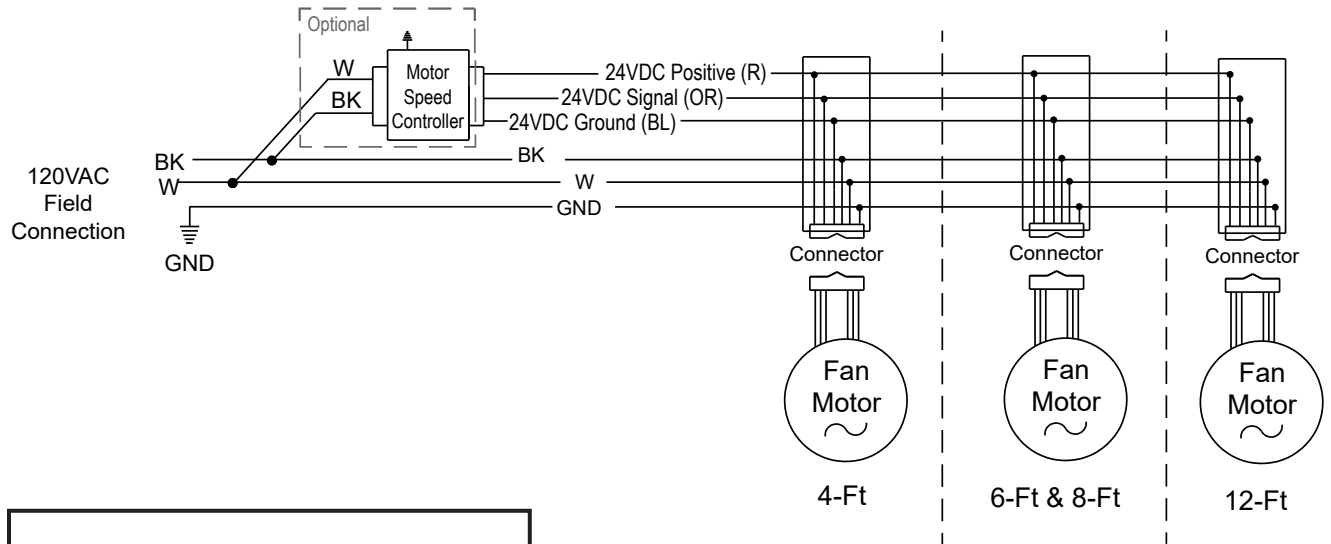 Optional
W
BK
Motor
Speed
Controller
24VDC Positive (R)
24VDC Signal (OR)
24VDC Ground (BL)
120VAC
Field
Connection
BK
W
GND
BK
W
GND
Connector
Connector
Connector
Fan
Motor
Fan
Motor
Fan
Motor
4-Ft
6-Ft & 8-Ft
12-Ft